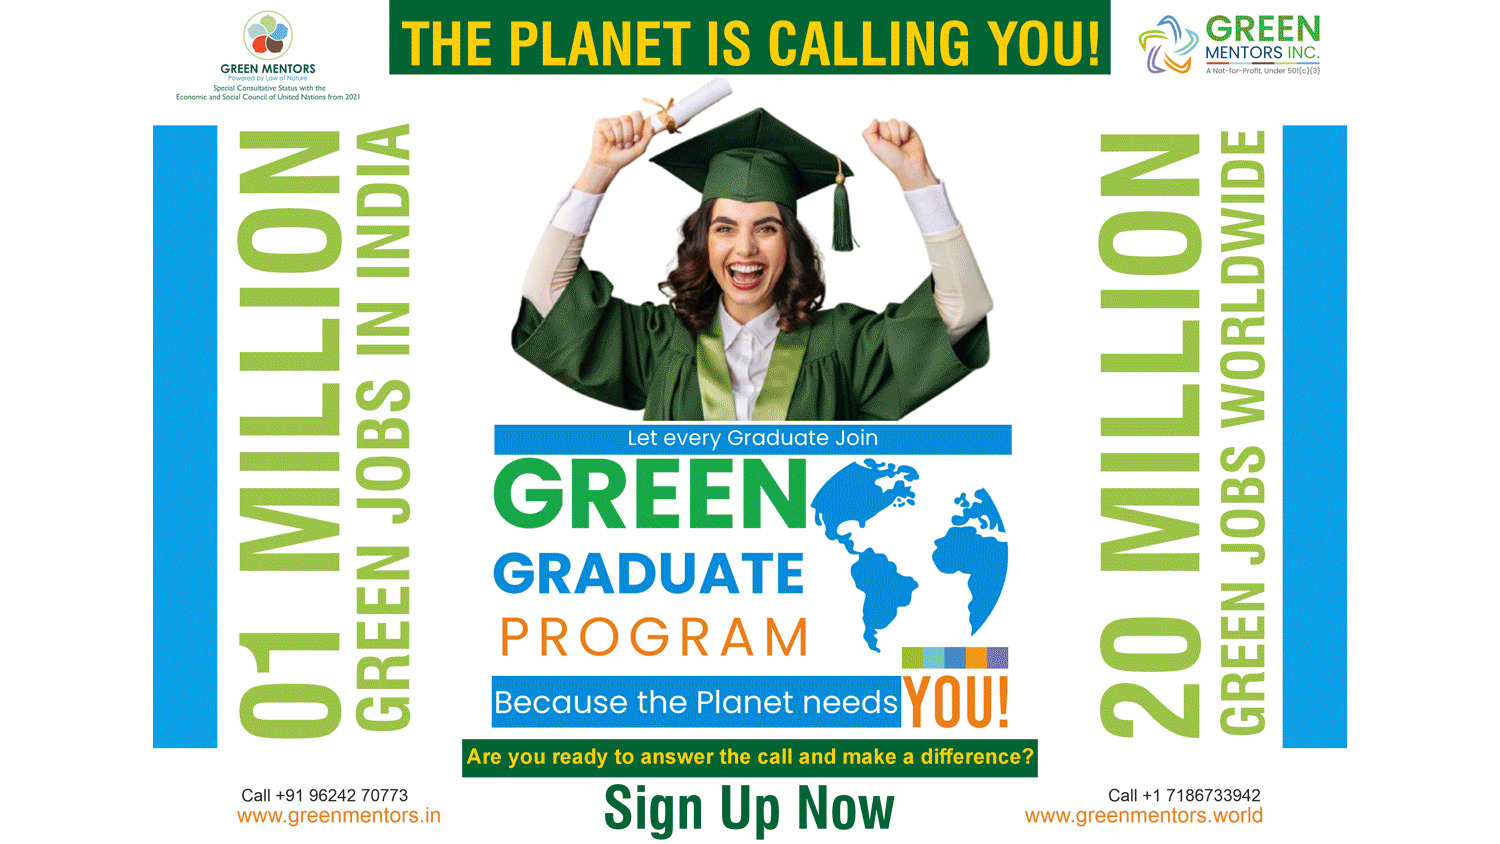 GREEN MENTORS
Powered by Law of Nature
Special Consultative Status with the
Economic and Social Council of United Nations from 2021
THE PLANET IS CALLING YOU!
GREEN
MENTORS INC.
A Not-for-Profit, Under 501(c)(3)
01 MILLION
GREEN JOBS IN INDIA
20 MILLION
GREEN JOBS WORLDWIDE
Let every Graduate Join
GREEN
GRADUATE
PROGRAM
Because the Planet needs YOU!
Are you ready to answer the call and make a difference?
Sign Up Now
Call +91 96242 70773
www.greenmentors.in
Call +1 7186733942
www.greenmentors.world